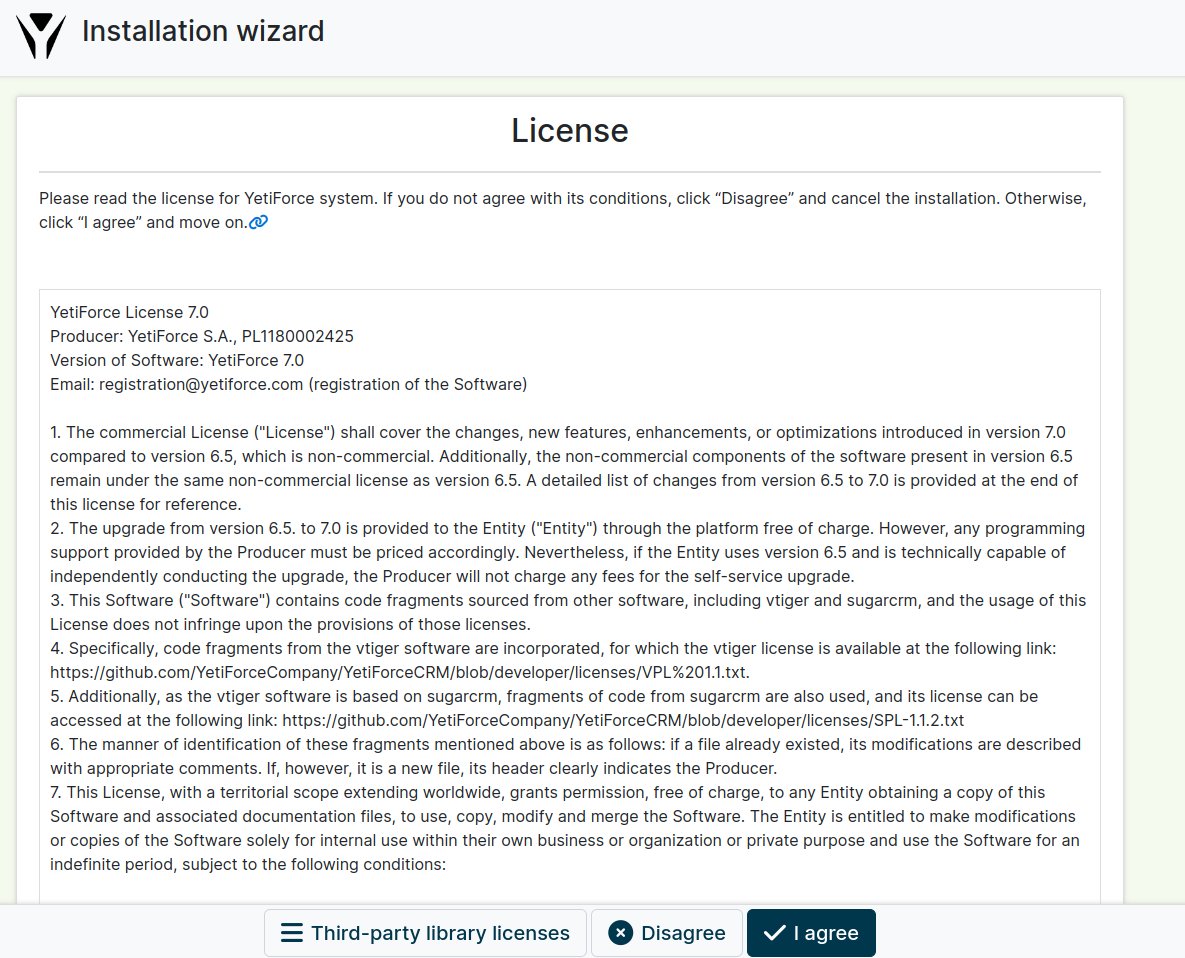 Installation wizard
License
Please read the license for YetiForce system. If you do not agree with its conditions, click “Disagree” and cancel the installation. Otherwise,
click “I agree” and move on.
YetiForce License 7.0
Producer: YetiForce S.A., PL1180002425
Version of Software: YetiForce 7.0
Email: registration@yetiforce.com (registration of the Software)
1. The commercial License ("License") shall cover the changes, new features, enhancements, or optimizations introduced in version 7.0
compared to version 6.5, which is non-commercial. Additionally, the non-commercial components of the software present in version 6.5
remain under the same non-commercial license as version 6.5. A detailed list of changes from version 6.5 to 7.0 is provided at the end of
this license for reference.
2. The upgrade from version 6.5. to 7.0 is provided to the Entity ("Entity") through the platform free of charge. However, any programming
support provided by the Producer must be priced accordingly. Nevertheless, if the Entity uses version 6.5 and is technically capable of
independently conducting the upgrade, the Producer will not charge any fees for the self-service upgrade.
3. This Software ("Software") contains code fragments sourced from other software, including vtiger and sugarcrm, and the usage of this
License does not infringe upon the provisions of those licenses.
4. Specifically, code fragments from the vtiger software are incorporated, for which the vtiger license is available at the following link:
https://github.com/YetiForceCompany/YetiForceCRM/blob/developer/licenses/VPL%201.1.txt.
5. Additionally, as the vtiger software is based on sugarcrm, fragments of code from sugarcrm are also used, and its license can be
accessed at the following link: https://github.com/YetiForceCompany/YetiForceCRM/blob/developer/licenses/SPL-1.1.2.txt
6. The manner of identification of these fragments mentioned above is as follows: if a file already existed, its modifications are described
with appropriate comments. If, however, it is a new file, its header clearly indicates the Producer.
7. This License, with a territorial scope extending worldwide, grants permission, free of charge, to any Entity obtaining a copy of this
Software and associated documentation files, to use, copy, modify and merge the Software. The Entity is entitled to make modifications
or copies of the Software solely for internal use within their own business or organization or private purpose and use the Software for an
indefinite period, subject to the following conditions:
Third-party library licenses
Disagree
I agree